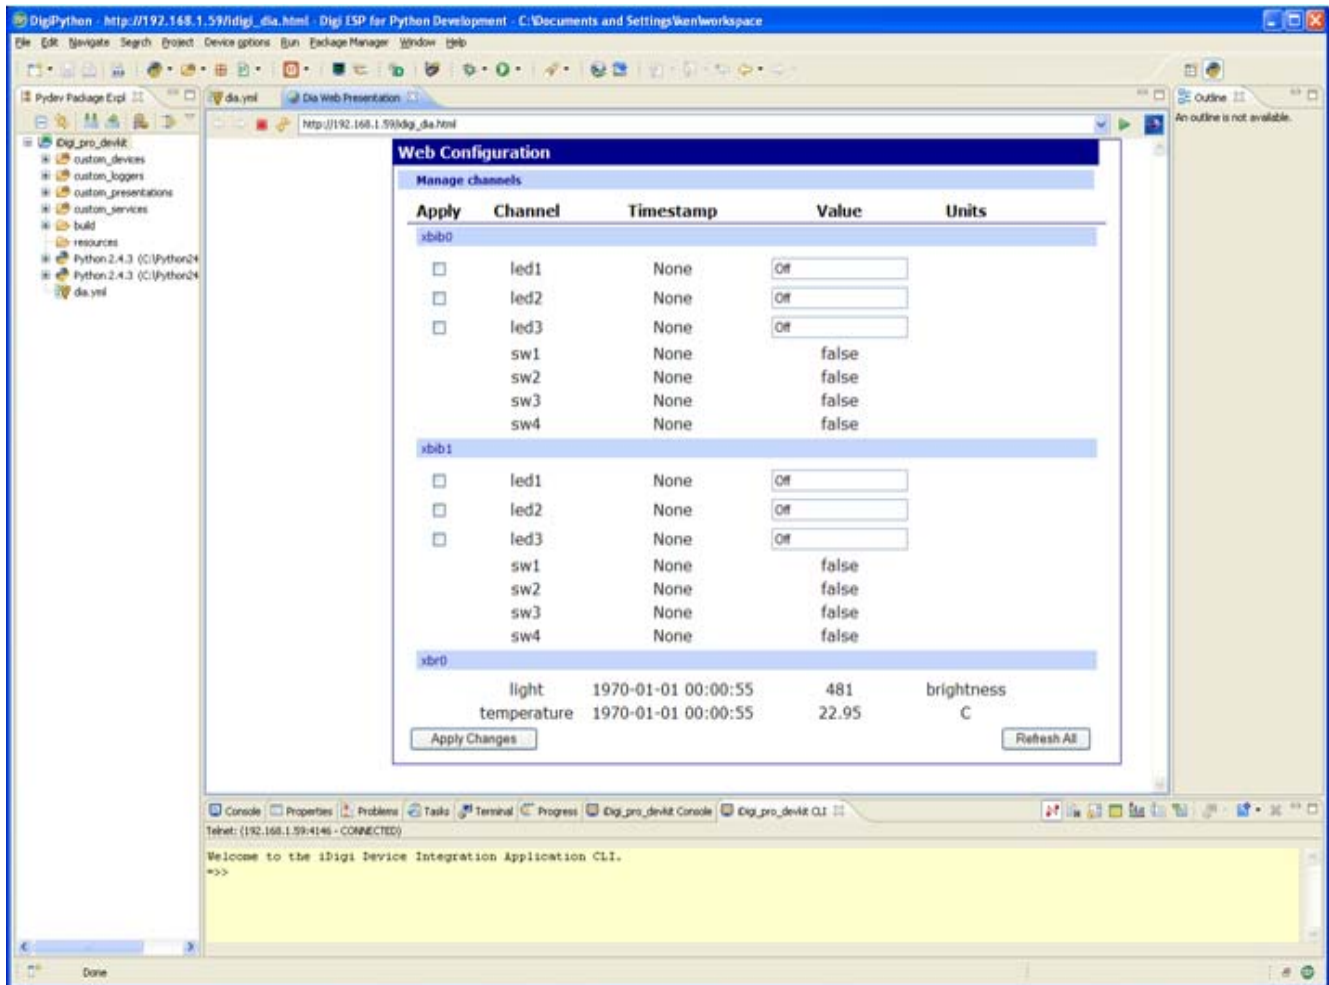 DigiPython - http://192.168.1.59/idigi_dia.html - Digi ESP for Python Development - C:\Documents and Settings\ken\workspace
File Edit Navigate Search Project Device options Run Package Manager Window Help
Pydev Package Expl
dia.yml
Dia Web Presentation
Outline
http://192.168.1.59/idigi_dia.html
An outline is not available.
iDigi_pro_devkit
custom_devices
custom_loggers
custom_presentations
custom_services
build
resources
Python 2.4.3 (C:\Python24
Python 2.4.3 (C:\Python24
dia.yml
Web Configuration
Manage channels
Apply Channel Timestamp Value Units
xbib0
led1 None Off
led2 None Off
led3 None Off
sw1 None false
sw2 None false
sw3 None false
sw4 None false
xbib1
led1 None Off
led2 None Off
led3 None Off
sw1 None false
sw2 None false
sw3 None false
sw4 None false
xbr0
light 1970-01-01 00:00:55 481 brightness
temperature 1970-01-01 00:00:55 22.95 C
Apply Changes Refresh All
Console Properties Problems Tasks Terminal Progress iDigi_pro_devkit Console iDigi_pro_devkit CLI
Telnet: (192.168.1.59:4146 - CONNECTED)
Welcome to the iDigi Device Integration Application CLI.
=>>
Done